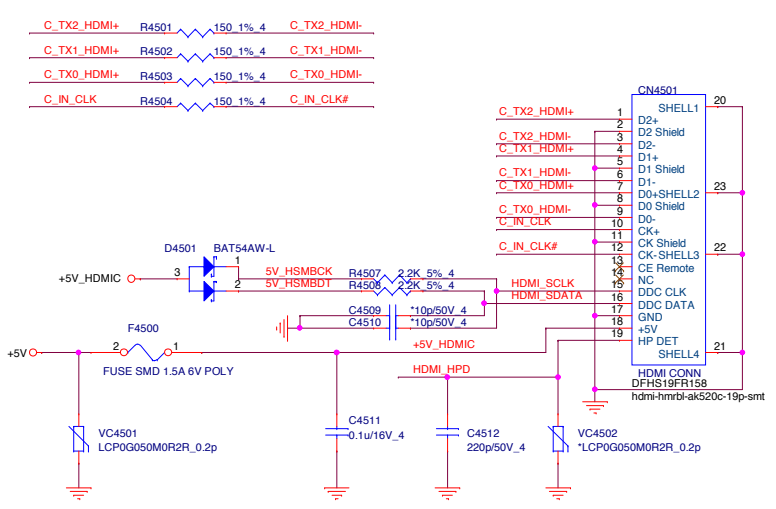 C_TX2_HDMI+ R4501 150_1%_4 C_TX2_HDMI-
C_TX1_HDMI+ R4502 150_1%_4 C_TX1_HDMI-
C_TX0_HDMI+ R4503 150_1%_4 C_TX0_HDMI-
C_IN_CLK R4504 150_1%_4 C_IN_CLK#
CN4501
SHELL1 20
C_TX2_HDMI+ 1 D2+
2 D2 Shield
C_TX2_HDMI- 3 D2-
C_TX1_HDMI+ 4 D1+
5 D1 Shield
C_TX1_HDMI- 6 D1-
C_TX0_HDMI+ 7 D0+ SHELL2 23
8 D0 Shield
C_TX0_HDMI- 9 D0-
C_IN_CLK 10 CK+
11 CK Shield
C_IN_CLK# 12 CK- SHELL3 22
13 CE Remote
14 NC
HDMI_SCLK 15 DDC CLK
HDMI_SDATA 16 DDC DATA
17 GND
18 +5V
19 HP DET
SHELL4 21
HDMI CONN
DFHS19FR158
hdmi-hmrbl-ak520c-19p-smt
D4501 BAT54AW-L
+5V_HDMIC 3 1 5V_HSMBCK R4507 2.2K_5%_4
2 5V_HSMBDT R4508 2.2K_5%_4
C4509 *10p/50V_4
C4510 *10p/50V_4
F4500
+5V 2 1 +5V_HDMIC
FUSE SMD 1.5A 6V POLY
HDMI_HPD
VC4501
LCP0G050M0R2R_0.2p
C4511
0.1u/16V_4
C4512
220p/50V_4
VC4502
*LCP0G050M0R2R_0.2p